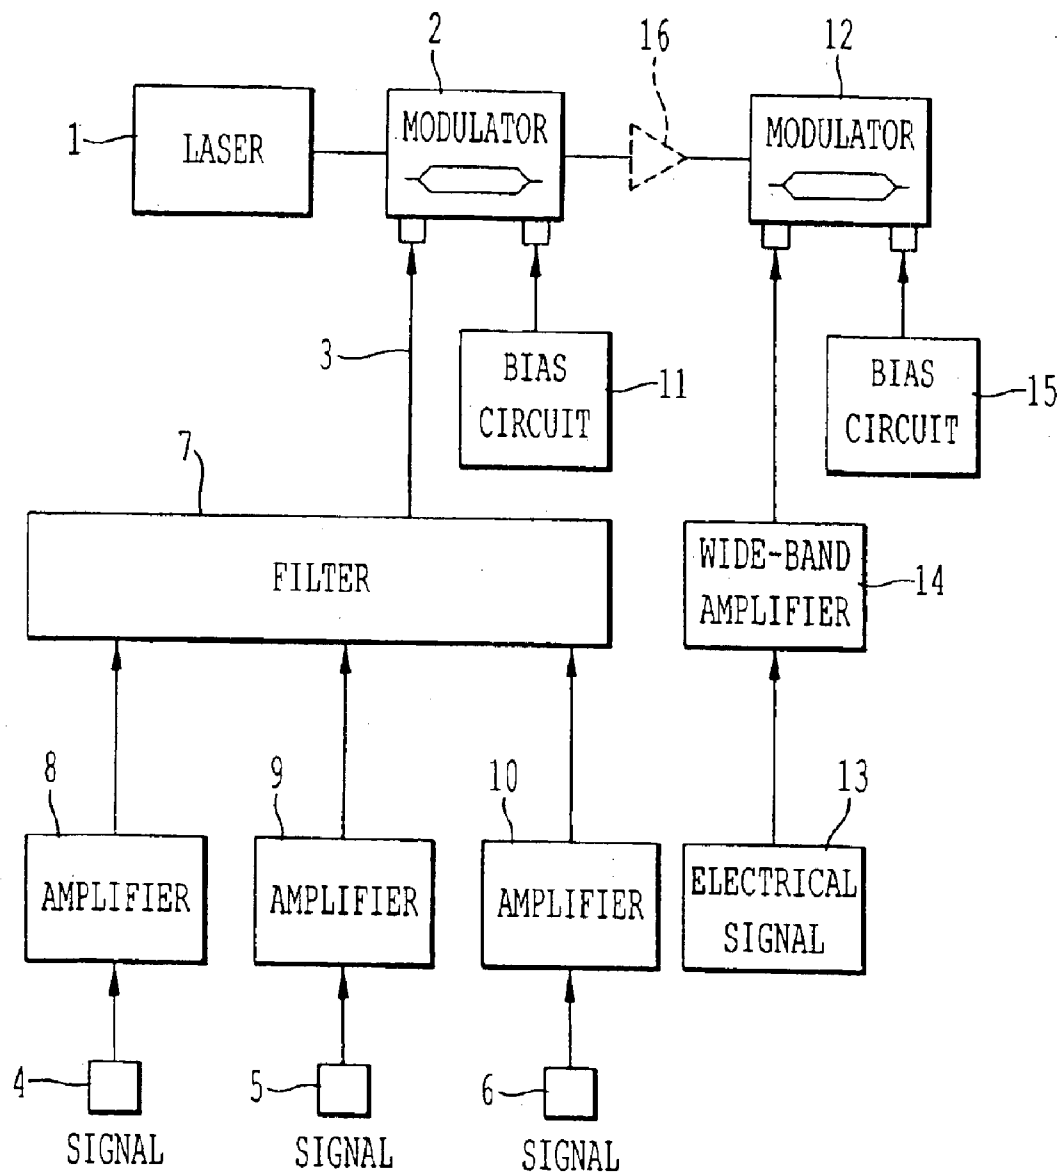 2
16
12
1
LASER
MODULATOR
MODULATOR
3
BIAS
CIRCUIT
11
BIAS
CIRCUIT
15
7
FILTER
WIDE-BAND
AMPLIFIER
14
8
9
10
13
AMPLIFIER
AMPLIFIER
AMPLIFIER
ELECTRICAL
SIGNAL
4
5
6
SIGNAL
SIGNAL
SIGNAL